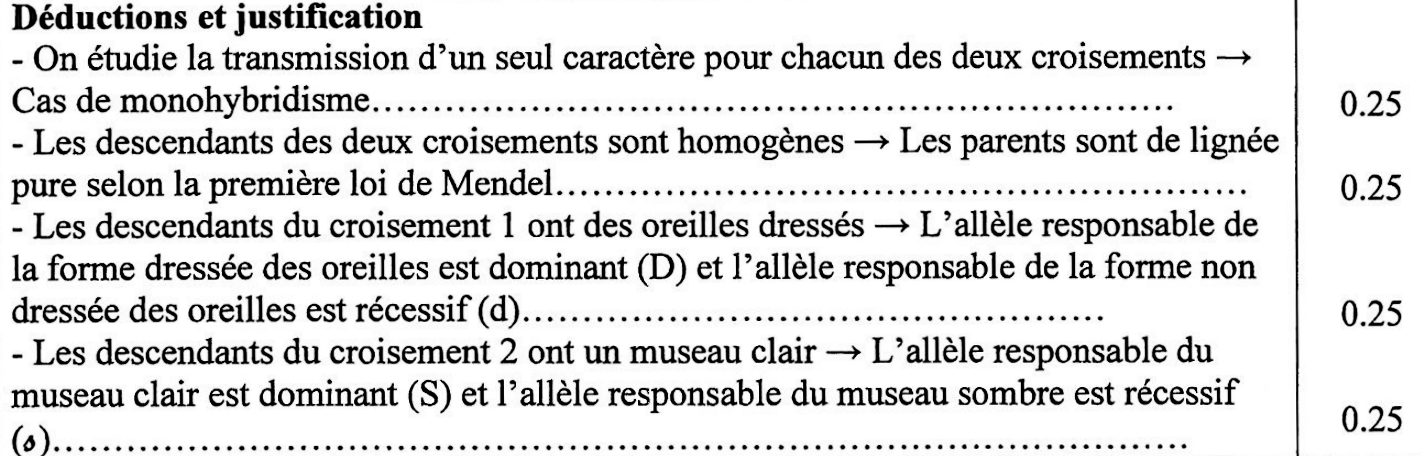 Déductions et justification
- On étudie la transmission d'un seul caractère pour chacun des deux croisements →
Cas de monohybridisme.................................................................. 0.25
- Les descendants des deux croisements sont homogènes → Les parents sont de lignée
pure selon la première loi de Mendel......................................................... 0.25
- Les descendants du croisement 1 ont des oreilles dressés → L'allèle responsable de
la forme dressée des oreilles est dominant (D) et l'allèle responsable de la forme non
dressée des oreilles est récessif (d)................................................ 0.25
- Les descendants du croisement 2 ont un museau clair → L'allèle responsable du
museau clair est dominant (S) et l'allèle responsable du museau sombre est récessif
(s)............................................................................................. 0.25